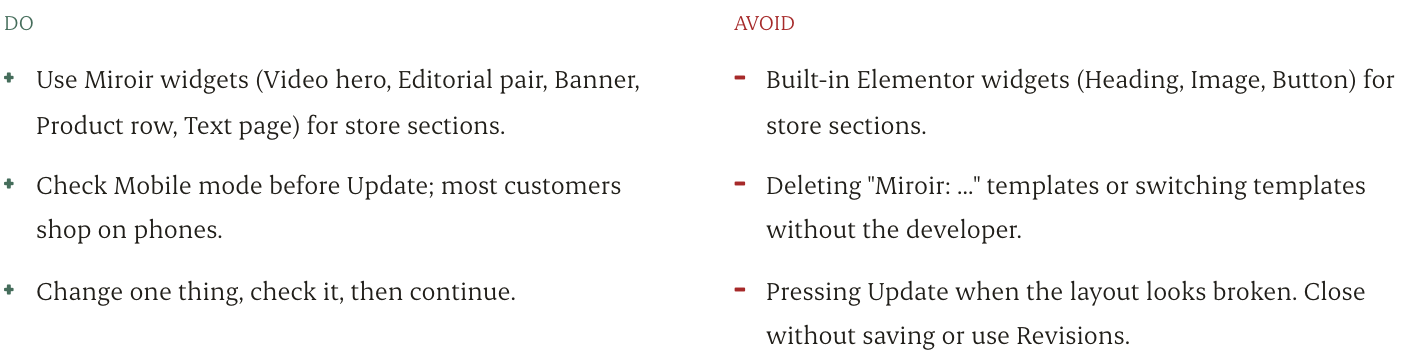 DO
+ Use Miroir widgets (Video hero, Editorial pair, Banner,
Product row, Text page) for store sections.
+ Check Mobile mode before Update; most customers
shop on phones.
+ Change one thing, check it, then continue.
AVOID
- Built-in Elementor widgets (Heading, Image, Button) for
store sections.
- Deleting "Miroir: ..." templates or switching templates
without the developer.
- Pressing Update when the layout looks broken. Close
without saving or use Revisions.